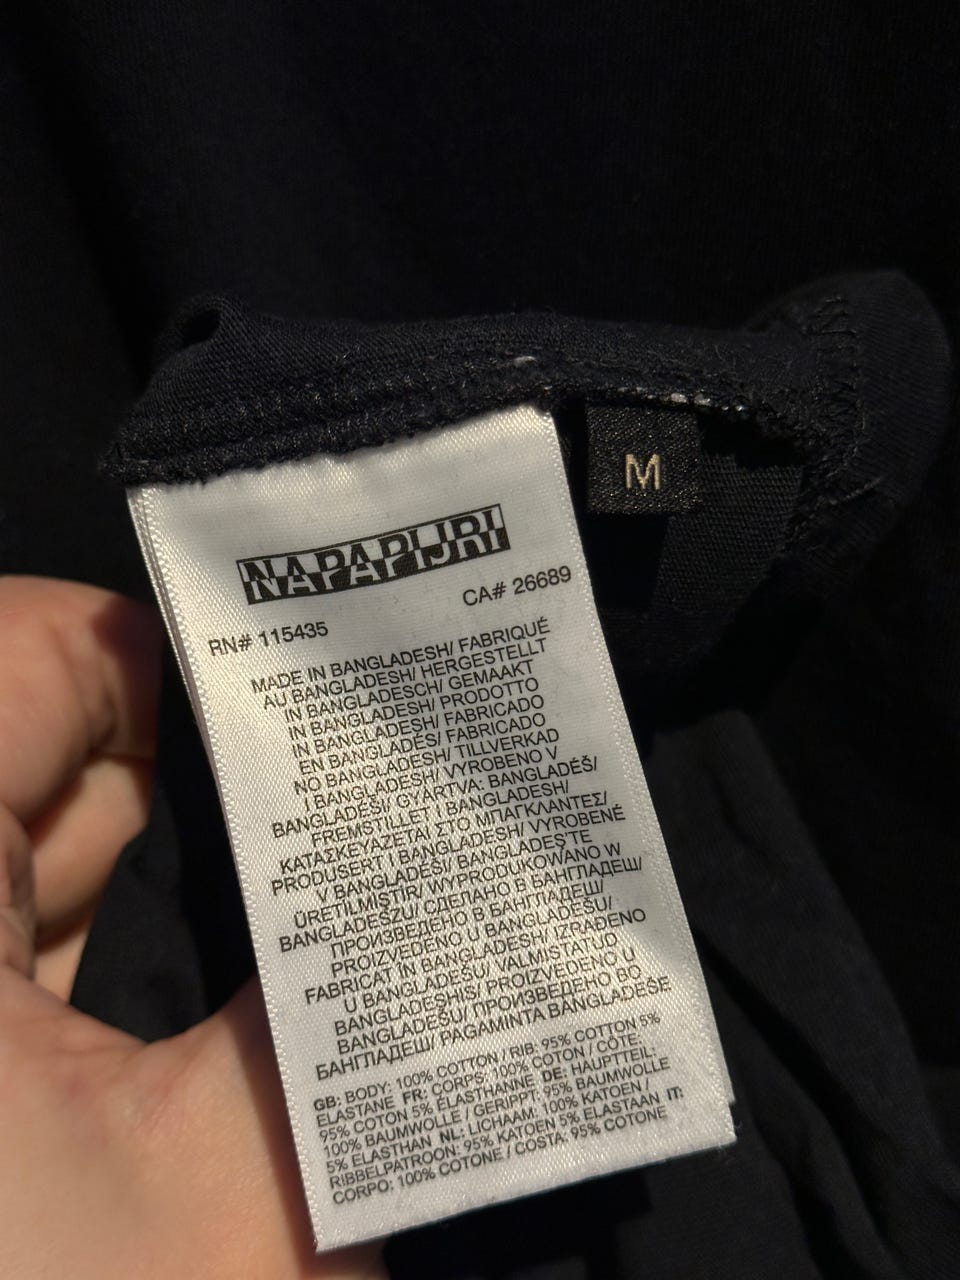 M
NAPAPIJRI
RN# 115435
CA# 26689
MADE IN BANGLADESH/ FABRIQUÉ
AU BANGLADESH/ HERGESTELLT
IN BANGLADESCH/ GEMAAKT
IN BANGLADESH/ PRODOTTO
IN BANGLADESH/ FABRICADO
EN BANGLADÉS/ FABRICADO
NO BANGLADESH/ TILLVERKAD
I BANGLADESH/ VYROBENO V
BANGLADÉŠI/ GYÁRTVA: BANGLADÉŠ/
FREMSTILLET I BANGLADESH/
ΚΑΤΑΣΚΕΥΑΖΕΤΑΙ ΣΤΟ ΜΠΑΓΚΛΑΝΤΕΣ/
PRODUSERT I BANGLADESH/ VYROBENÉ
V BANGLADÉŠI/ BANGLADEŞ'TE
ÜRETILMIŞTIR/ WYPRODUKOWANO W
BANGLADESZU/ СДЕЛАНО В БАНГЛАДЕШ/
ПРОИЗВЕДЕНО В БАНГЛАДЕШ/
PROIZVEDENO U BANGLADEŠU/
FABRICAT IN BANGLADESH/ IZRAĐENO
U BANGLADEŠU/ VALMISTATUD
BANGLADESHIS/ PROIZVEDENO U
BANGLADEŠU/ ПРОИЗВЕДЕНО ВО
БАНГЛАДЕШ/ PAGAMINTA BANGLADEŠE
GB: BODY: 100% COTTON / RIB: 95% COTTON 5%
ELASTANE FR: CORPS: 100% COTON / CÔTE:
95% COTON 5% ÉLASTHANNE DE: HAUPTTEIL:
100% BAUMWOLLE / GERIPPT: 95% BAUMWOLLE
5% ELASTHAN NL: LICHAAM: 100% KATOEN /
RIBBELPATROON: 95% KATOEN 5% ELASTAAN IT:
CORPO: 100% COTONE / COSTA: 95% COTONE